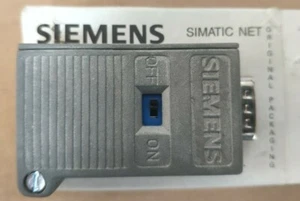 SIEMENS SIMATIC NET
ORIGINAL PACKAGING
OFF
ON
SIEMENS